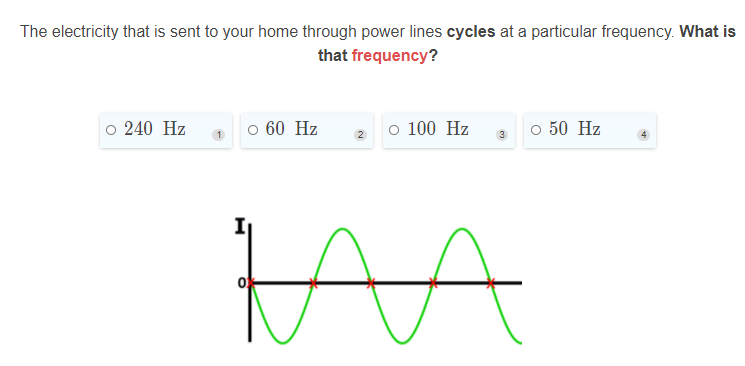 The electricity that is sent to your home through power lines cycles at a particular frequency. What is
that frequency?
240 Hz 1 60 Hz 2 100 Hz 3 50 Hz 4
I
0